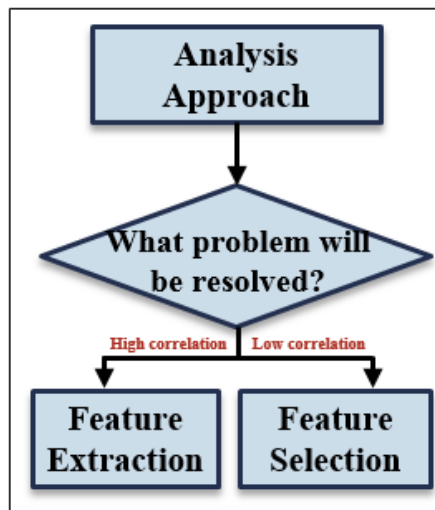 Analysis
Approach
What problem will
be resolved?
High correlation
Low correlation
Feature
Extraction
Feature
Selection